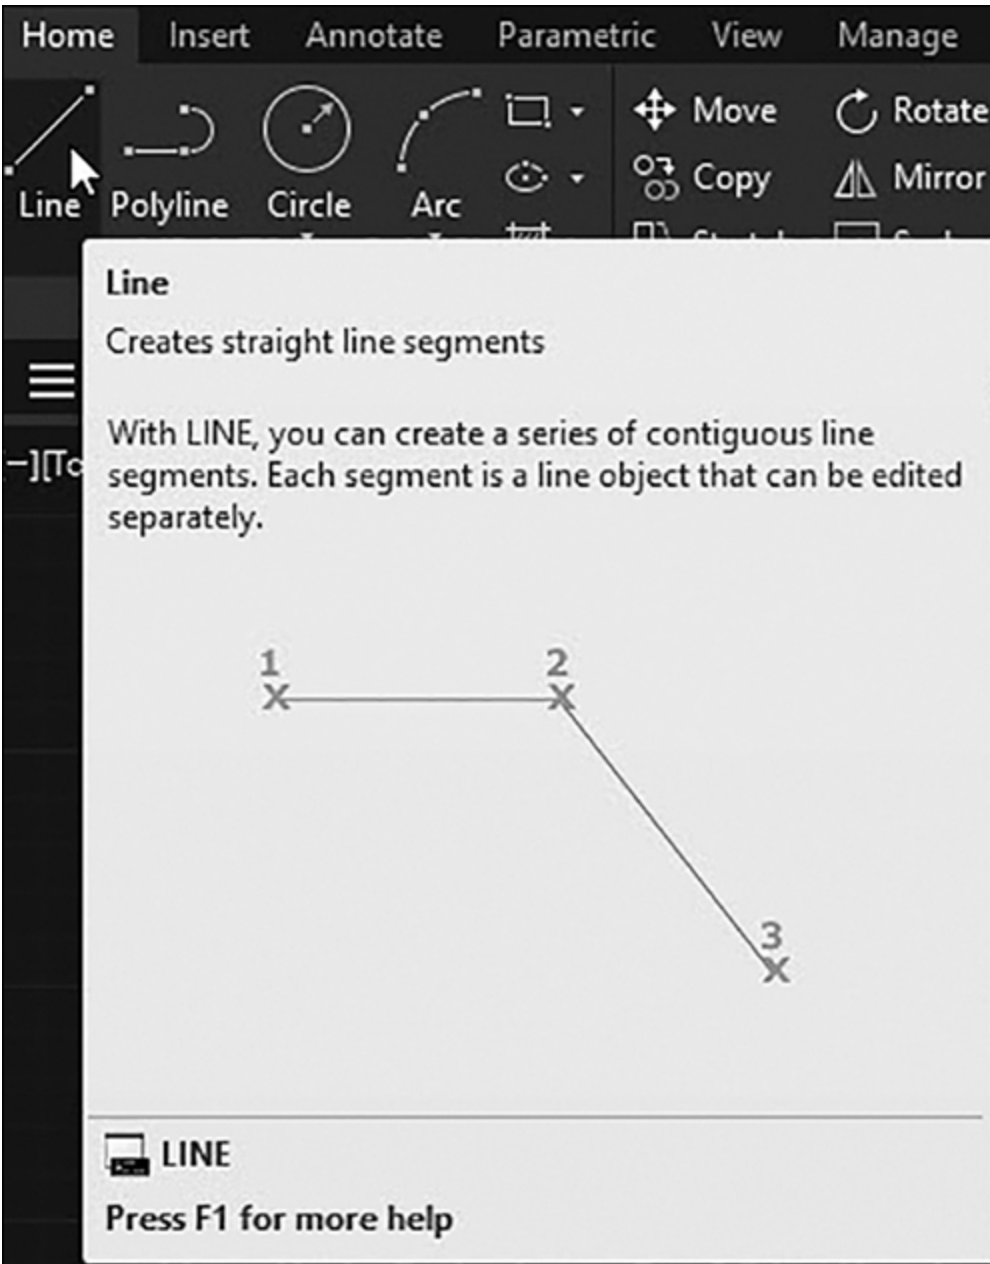 Home Insert Annotate Parametric View Manage
Move Rotate
Line Polyline Circle Arc Copy Mirror
Line
Creates straight line segments
[−][To
With LINE, you can create a series of contiguous line
segments. Each segment is a line object that can be edited
separately.
1 2
3
LINE
Press F1 for more help